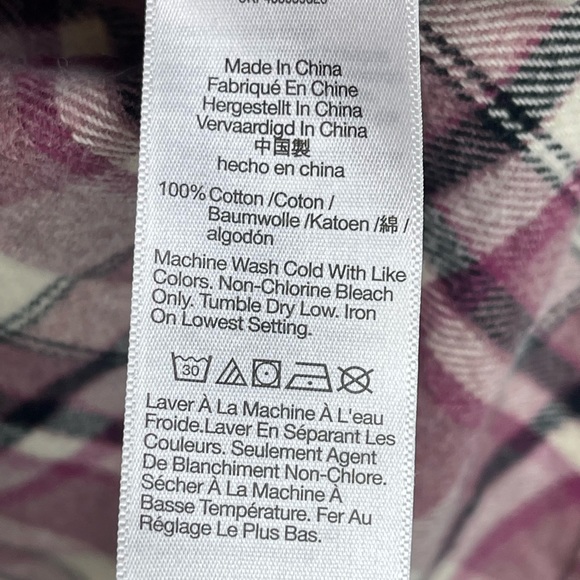 Made In China
Fabriqué En Chine
Hergestellt In China
Vervaardigd In China
中国製
hecho en china
100% Cotton /Coton /
Baumwolle /Katoen /綿 /
algodón
Machine Wash Cold With Like
Colors. Non-Chlorine Bleach
Only. Tumble Dry Low. Iron
On Lowest Setting.
30
Laver À La Machine À L'eau
Froide.Laver En Séparant Les
Couleurs. Seulement Agent
De Blanchiment Non-Chlore.
Sécher À La Machine À
Basse Température. Fer Au
Réglage Le Plus Bas.